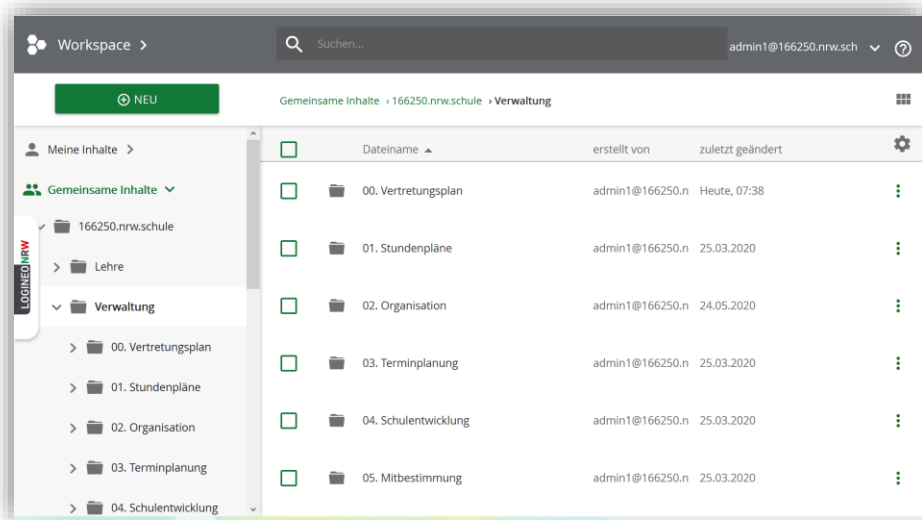 Workspace >
Suchen...
admin1@166250.nrw.sch
NEU
Gemeinsame Inhalte › 166250.nrw.schule › Verwaltung
Meine Inhalte >
Gemeinsame Inhalte
166250.nrw.schule
Lehre
Verwaltung
00. Vertretungsplan
01. Stundenpläne
02. Organisation
03. Terminplanung
04. Schulentwicklung
LOGINEO NRW
Dateiname erstellt von zuletzt geändert
00. Vertretungsplan admin1@166250.n Heute, 07:38
01. Stundenpläne admin1@166250.n 25.03.2020
02. Organisation admin1@166250.n 24.05.2020
03. Terminplanung admin1@166250.n 25.03.2020
04. Schulentwicklung admin1@166250.n 25.03.2020
05. Mitbestimmung admin1@166250.n 25.03.2020